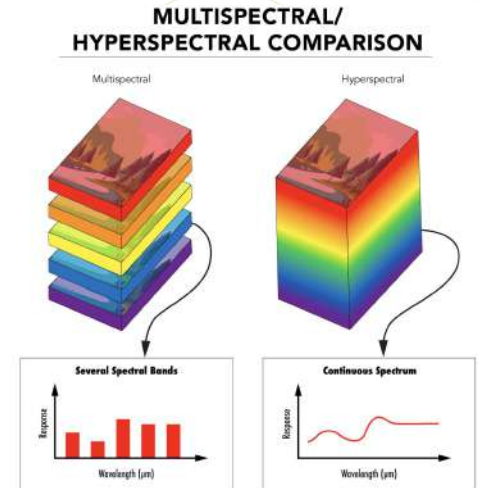 MULTISPECTRAL/
HYPERSPECTRAL COMPARISON
Multispectral
Hyperspectral
Several Spectral Bands
Response
Wavelength (μm)
Continuous Spectrum
Response
Wavelength (μm)